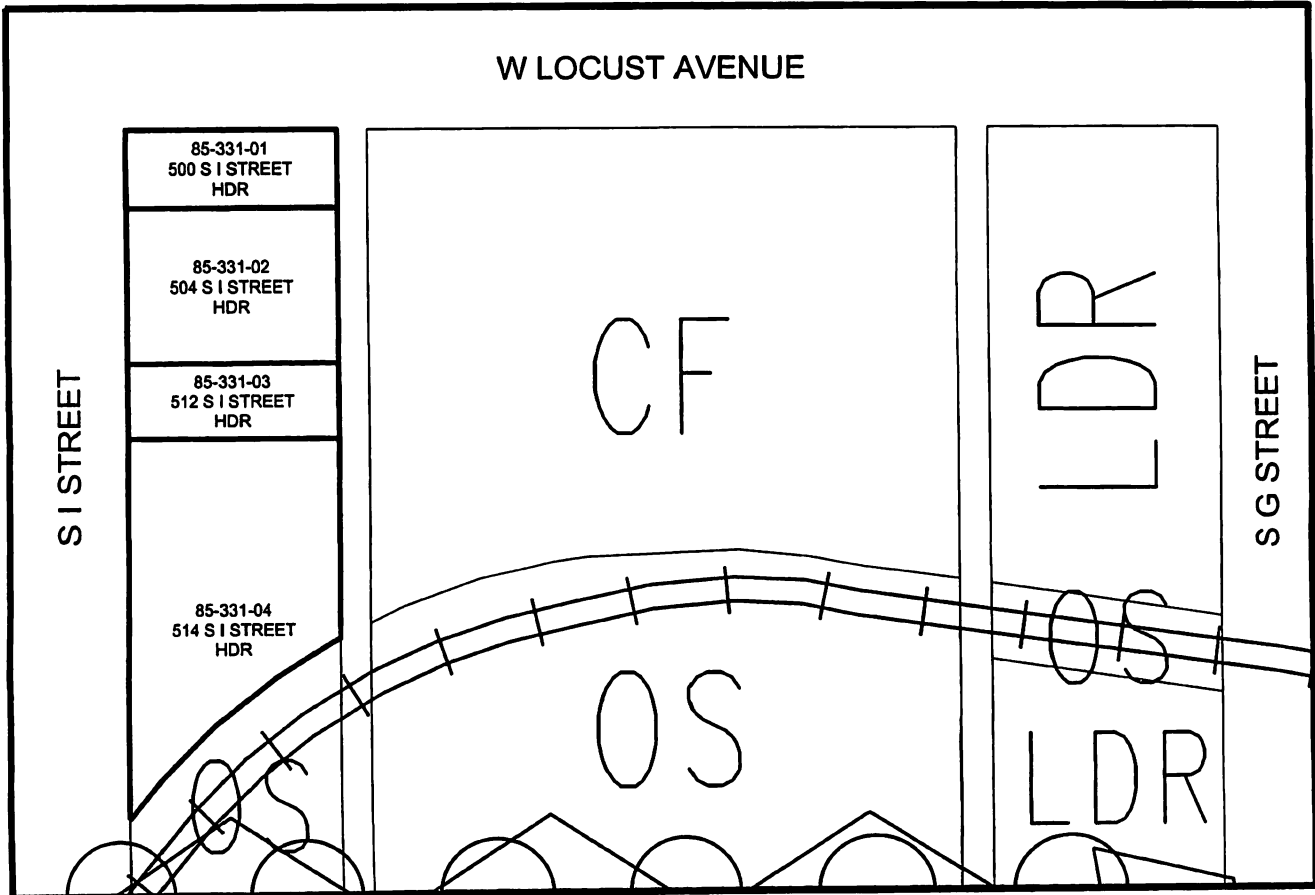 W LOCUST AVENUE
85-331-01
500 S I STREET
HDR
85-331-02
504 S I STREET
HDR
85-331-03
512 S I STREET
HDR
85-331-04
514 S I STREET
HDR
S I STREET
CF
LDR
S G STREET
OS
OS
OS
LDR